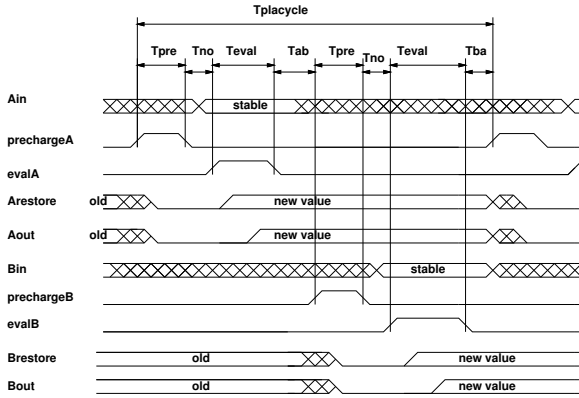 Tplacycle
Tpre Tno Teval Tab Tpre Tno Teval Tba
Ain stable
prechargeA
evalA
Arestore old new value
Aout old new value
Bin stable
prechargeB
evalB
Brestore old new value
Bout old new value